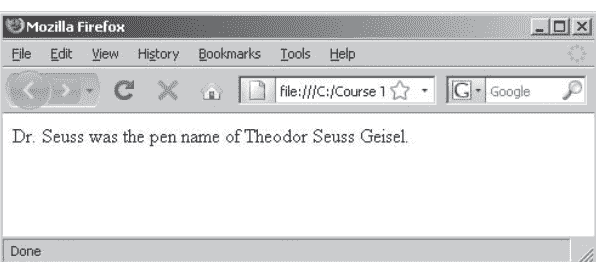 Mozilla Firefox
File Edit View History Bookmarks Tools Help
file:///C:/Course 1 G Google
Dr. Seuss was the pen name of Theodor Seuss Geisel.
Done